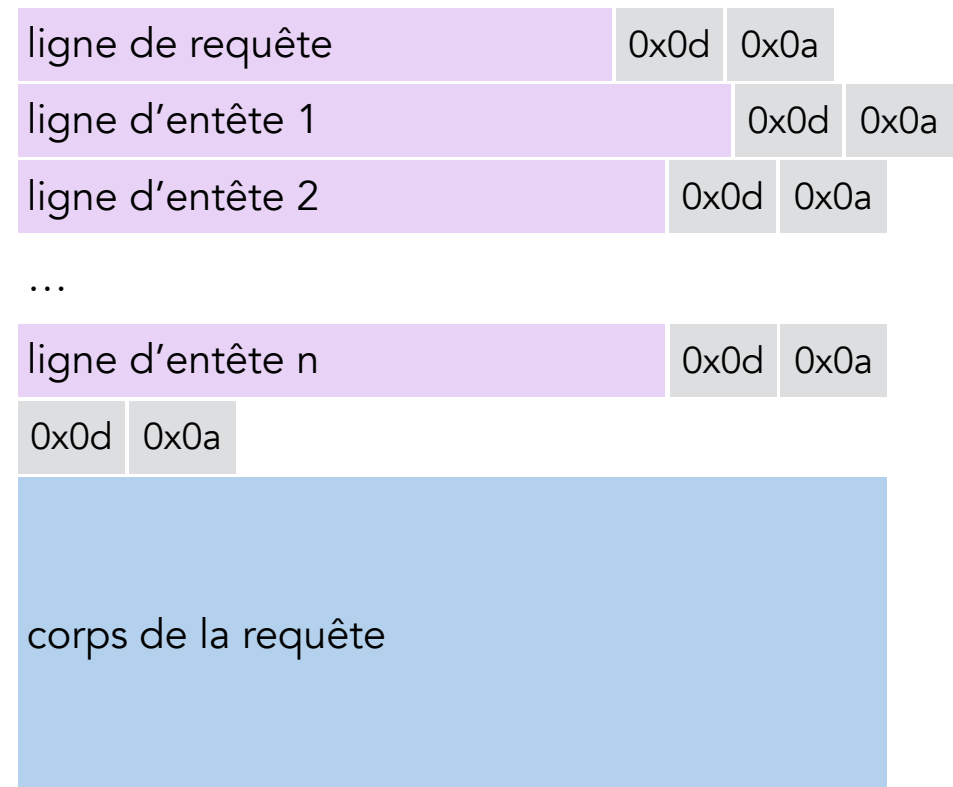 ligne de requête 0x0d 0x0a
ligne d’entête 1 0x0d 0x0a
ligne d’entête 2 0x0d 0x0a
…
ligne d’entête n 0x0d 0x0a
0x0d 0x0a
corps de la requête